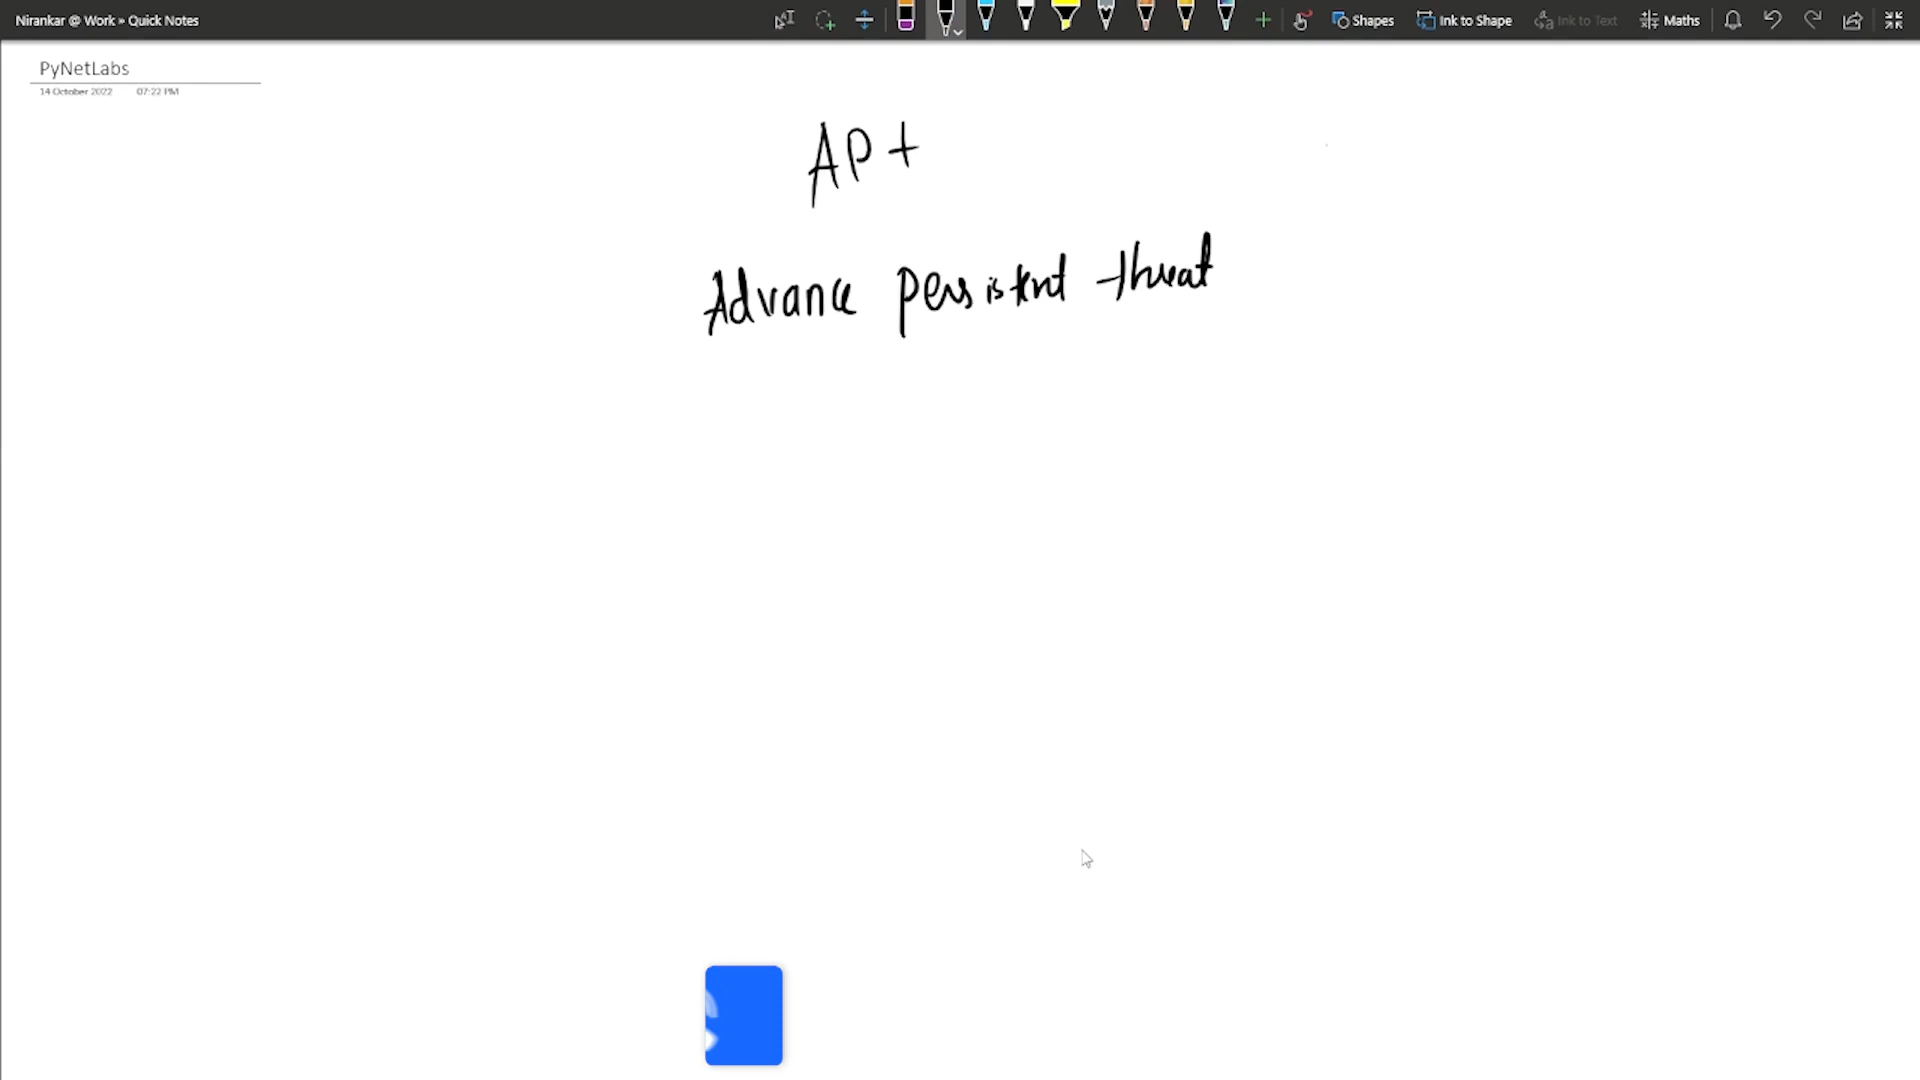 Nirankar @ Work » Quick Notes
Shapes
Ink to Shape
Ink to Text
Maths
PyNetLabs
14 October 2022 07:22 PM
APt
Advance persistent threat